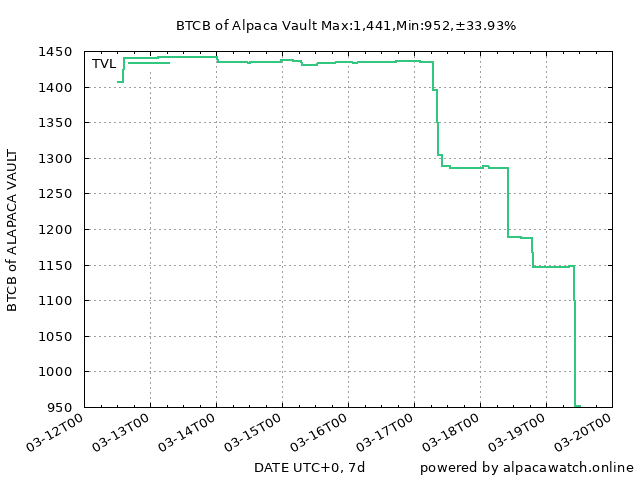 BTCB of Alpaca Vault Max:1,441,Min:952,±33.93%
TVL
BTCB of ALAPACA VAULT
1450
1400
1350
1300
1250
1200
1150
1100
1050
1000
950
03-12T00
03-13T00
03-14T00
03-15T00
03-16T00
03-17T00
03-18T00
03-19T00
03-20T00
DATE UTC+0, 7d
powered by alpacawatch.online